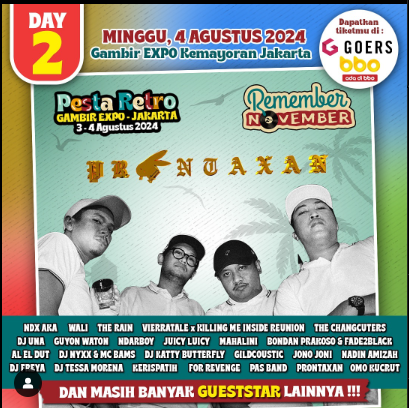 DAY
2
MINGGU, 4 AGUSTUS 2024
Gambir EXPO Kemayoran Jakarta
Dapatkan
tiketmu di :
GOERS
bbo
ada di bbo
Pesta Retro
GAMBIR EXPO - JAKARTA
3 - 4 Agustus 2024
Remember
NOVEMBER
PRONTAXAN
NDX AKA WALI THE RAIN VIERRATALE x KILLING ME INSIDE REUNION THE CHANGCUTERS
DJ UNA GUYON WATON NDARBOY JUICY LUICY MAHALINI BONDAN PRAKOSO & FADE2BLACK
AL EL DUT DJ NYXX & MC BAMS DJ KATTY BUTTERFLY GILDCOUSTIC JONO JONI NADIN AMIZAH
DJ FREYA DJ TESSA MORENA KERISPATIH FOR REVENGE PAS BAND PRONTAXAN OMO KUCRUT
DAN MASIH BANYAK GUESTSTAR LAINNYA !!!